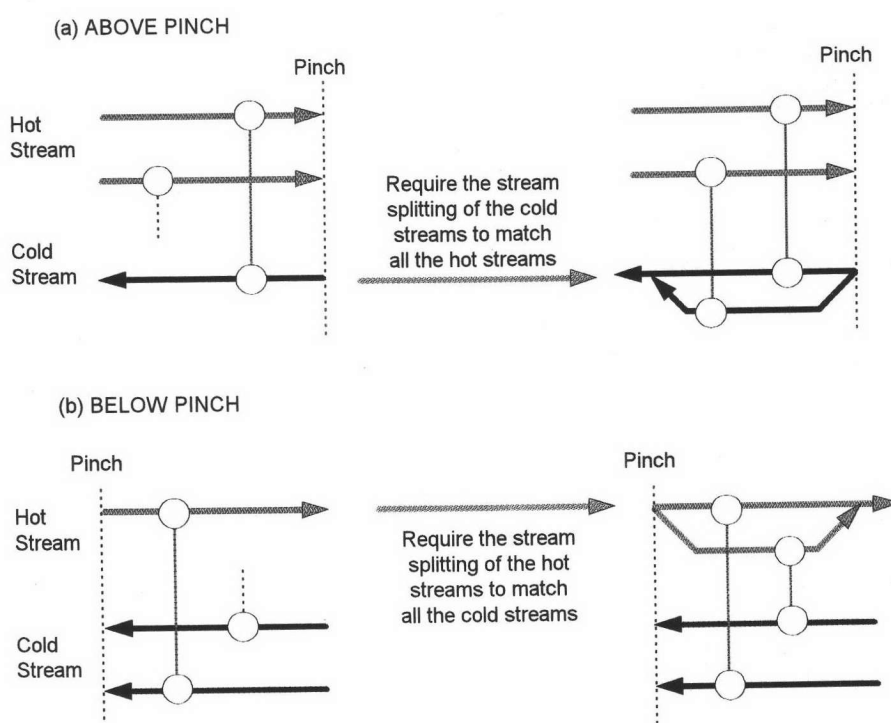 (a) ABOVE PINCH
Pinch
Pinch
Hot
Stream
Require the stream
splitting of the cold
streams to match
all the hot streams
Cold
Stream
(b) BELOW PINCH
Pinch
Pinch
Hot
Stream
Require the stream
splitting of the hot
streams to match
all the cold streams
Cold
Stream